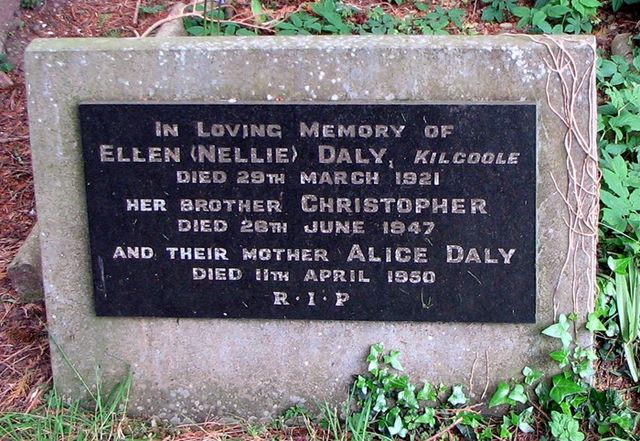 IN LOVING MEMORY OF
ELLEN (NELLIE) DALY, KILCOOLE
DIED 29TH MARCH 1921
HER BROTHER CHRISTOPHER
DIED 26TH JUNE 1947
AND THEIR MOTHER ALICE DALY
DIED 11TH APRIL 1950
R·I·P